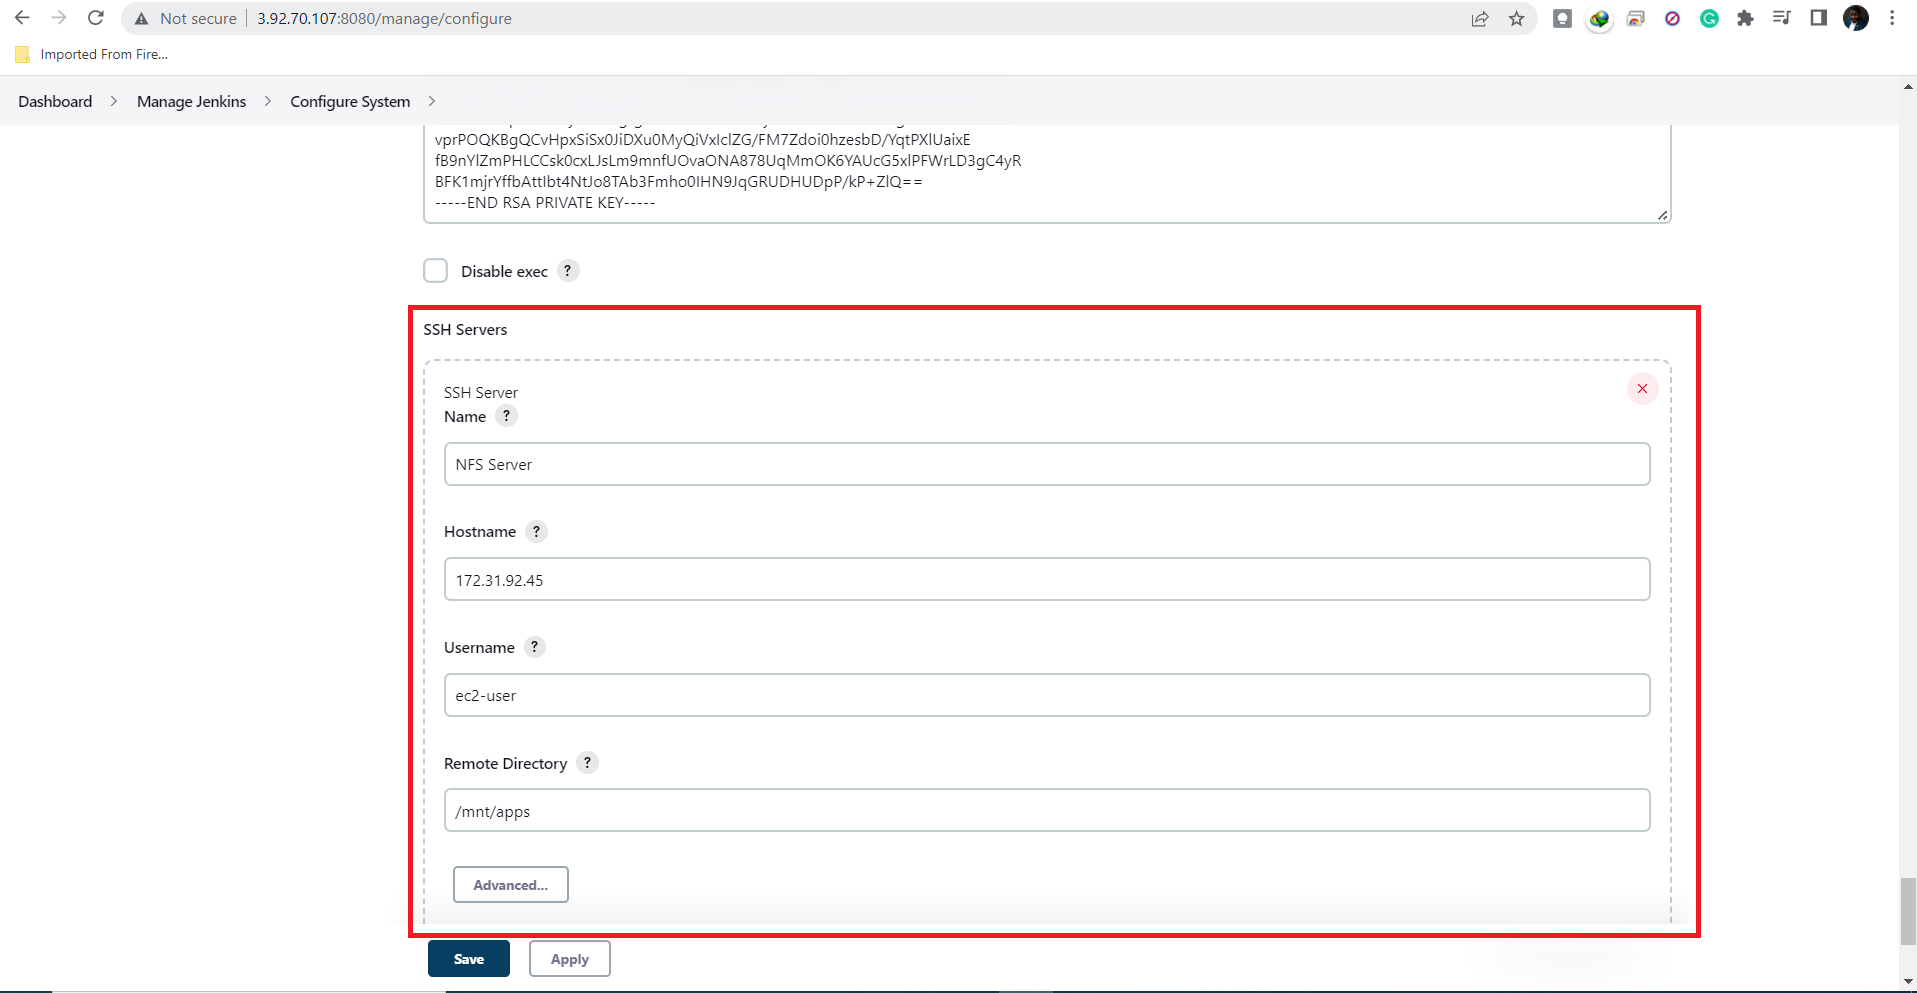 Not secure | 3.92.70.107:8080/manage/configure
Imported From Fire...
Dashboard > Manage Jenkins > Configure System >
vprPOQKBgQCvHpxSiSx0JiDXu0MyQiVxIclZG/FM7Zdoi0hzesbD/YqtPXlUaixE
fB9nYlZmPHLCCsk0cxLJsLm9mnfUOvaONA878UqMmOK6YAUcG5xlPFWrLD3gC4yR
BFK1mjrYffbAttIbt4NtJo8TAb3Fmho0IHN9JqGRUDHUDpP/kP+ZlQ==
-----END RSA PRIVATE KEY-----
Disable exec ?
SSH Servers
SSH Server
Name ?
NFS Server
Hostname ?
172.31.92.45
Username ?
ec2-user
Remote Directory ?
/mnt/apps
Advanced...
Save Apply